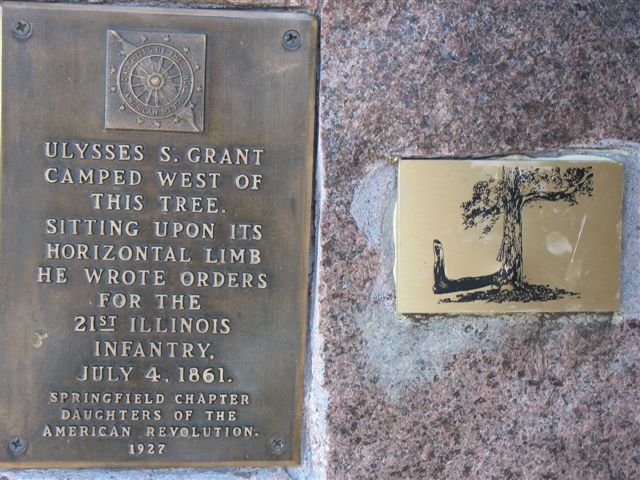 ULYSSES S. GRANT
CAMPED WEST OF
THIS TREE.
SITTING UPON ITS
HORIZONTAL LIMB
HE WROTE ORDERS
FOR THE
21ST ILLINOIS
INFANTRY,
JULY 4, 1861.
SPRINGFIELD CHAPTER
DAUGHTERS OF THE
AMERICAN REVOLUTION.
1927